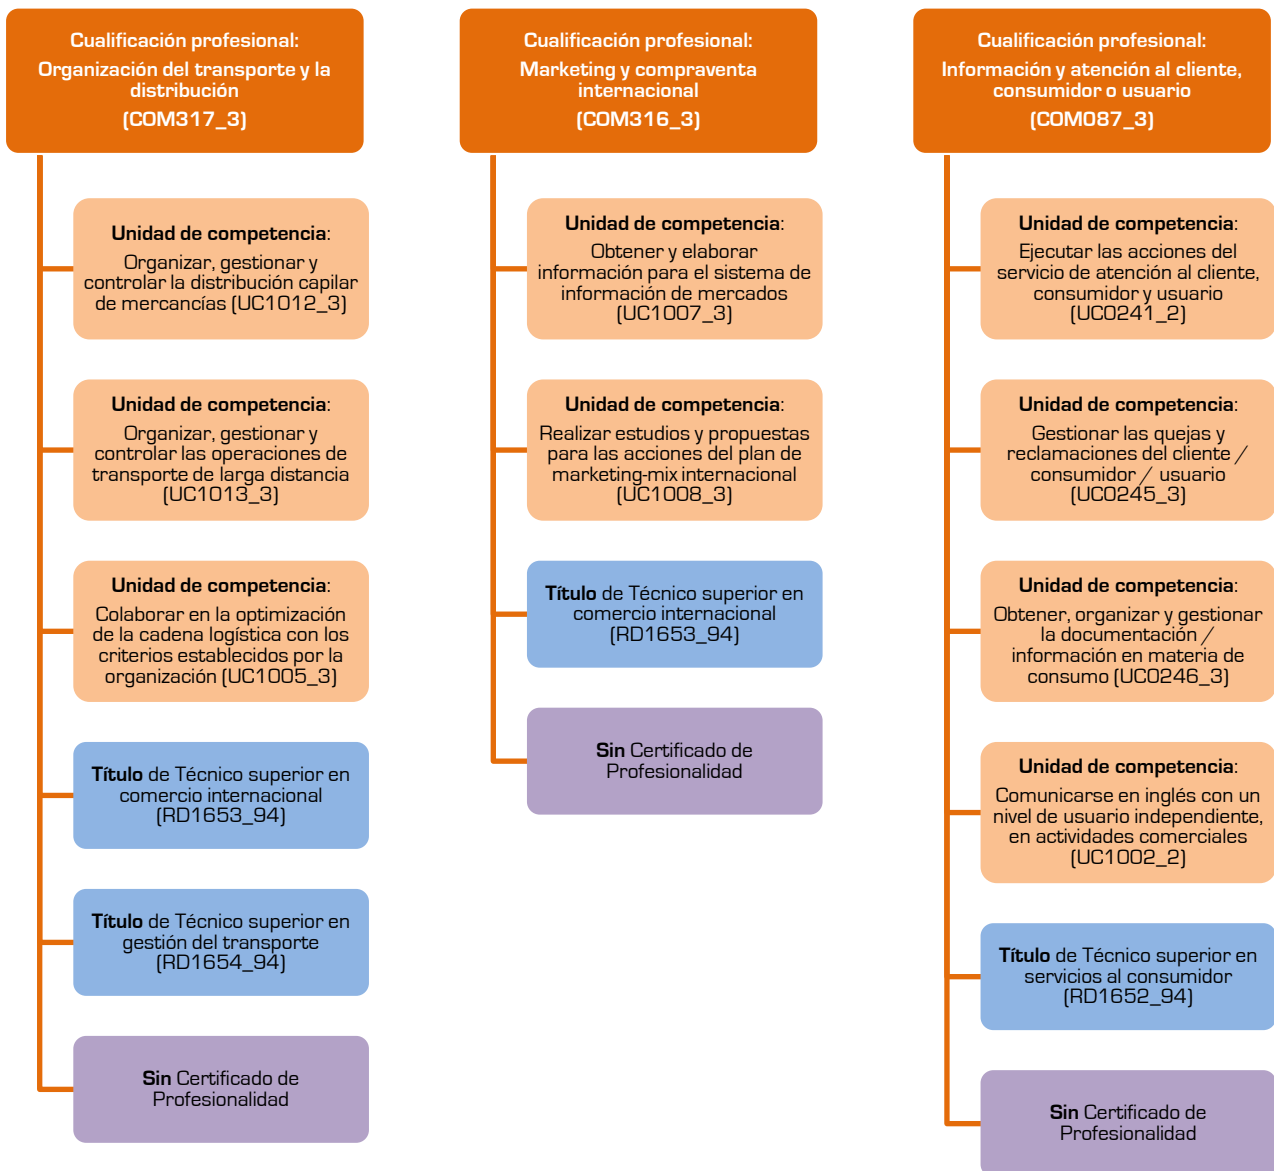 Cualificación profesional:
Organización del transporte y la
distribución
(COM317_3)
Unidad de competencia:
Organizar, gestionar y
controlar la distribución capilar
de mercancías (UC1012_3)
Unidad de competencia:
Organizar, gestionar y
controlar las operaciones de
transporte de larga distancia
(UC1013_3)
Unidad de competencia:
Colaborar en la optimización
de la cadena logística con los
criterios establecidos por la
organización (UC1005_3)
Título de Técnico superior en
comercio internacional
(RD1653_94)
Título de Técnico superior en
gestión del transporte
(RD1654_94)
Sin Certificado de
Profesionalidad
Cualificación profesional:
Marketing y compraventa
internacional
(COM316_3)
Unidad de competencia:
Obtener y elaborar
información para el sistema de
información de mercados
(UC1007_3)
Unidad de competencia:
Realizar estudios y propuestas
para las acciones del plan de
marketing-mix internacional
(UC1008_3)
Título de Técnico superior en
comercio internacional
(RD1653_94)
Sin Certificado de
Profesionalidad
Cualificación profesional:
Información y atención al cliente,
consumidor o usuario
(COM087_3)
Unidad de competencia:
Ejecutar las acciones del
servicio de atención al cliente,
consumidor y usuario
(UC0241_2)
Unidad de competencia:
Gestionar las quejas y
reclamaciones del cliente /
consumidor / usuario
(UC0245_3)
Unidad de competencia:
Obtener, organizar y gestionar
la documentación /
información en materia de
consumo (UC0246_3)
Unidad de competencia:
Comunicarse en inglés con un
nivel de usuario independiente,
en actividades comerciales
(UC1002_2)
Título de Técnico superior en
servicios al consumidor
(RD1652_94)
Sin Certificado de
Profesionalidad